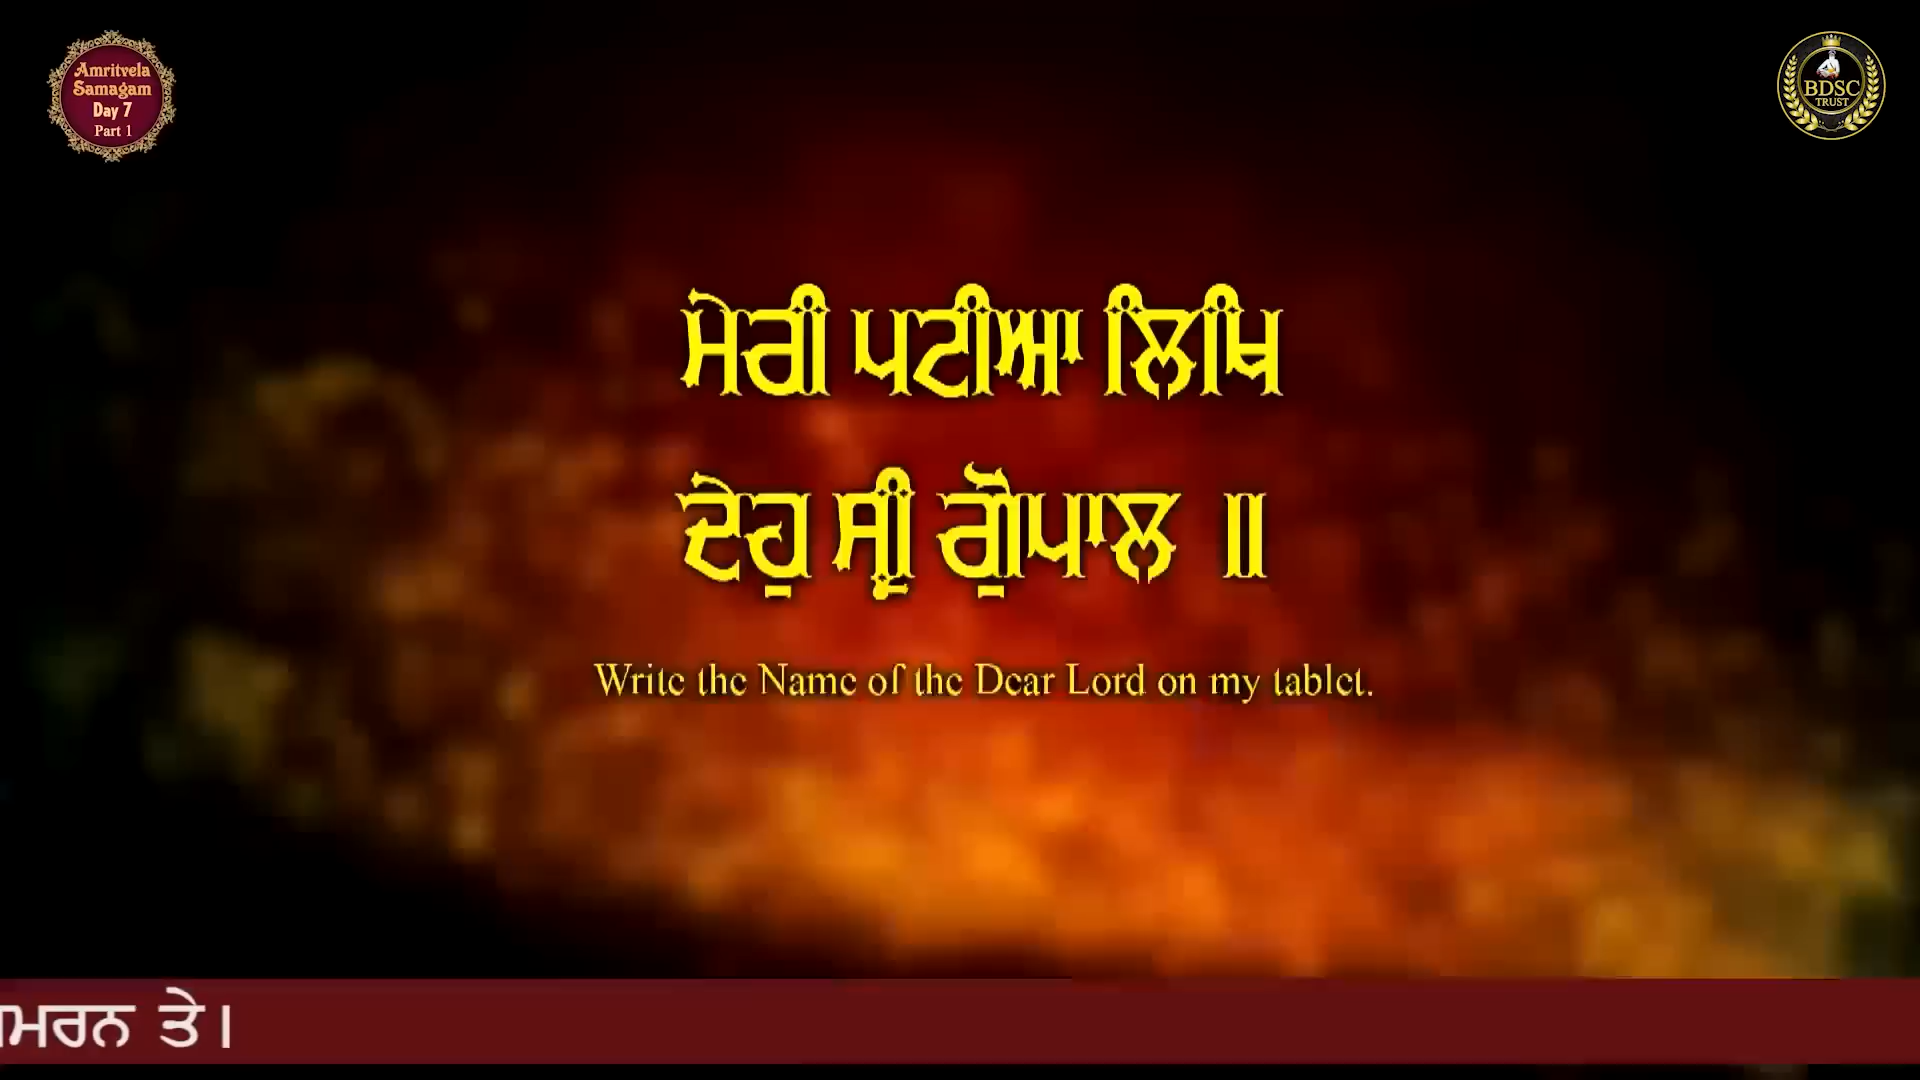 Amritvela
Samagam
Day 7
Part 1
BDSC
TRUST
ਮੇਰੀ ਪਟੀਆ ਲਿਖਿ
ਦੇਹੁ ਸ੍ਰੀ ਗੋੁਪਾਲ ॥
Write the Name of the Dear Lord on my tablet.
ਤੇ।